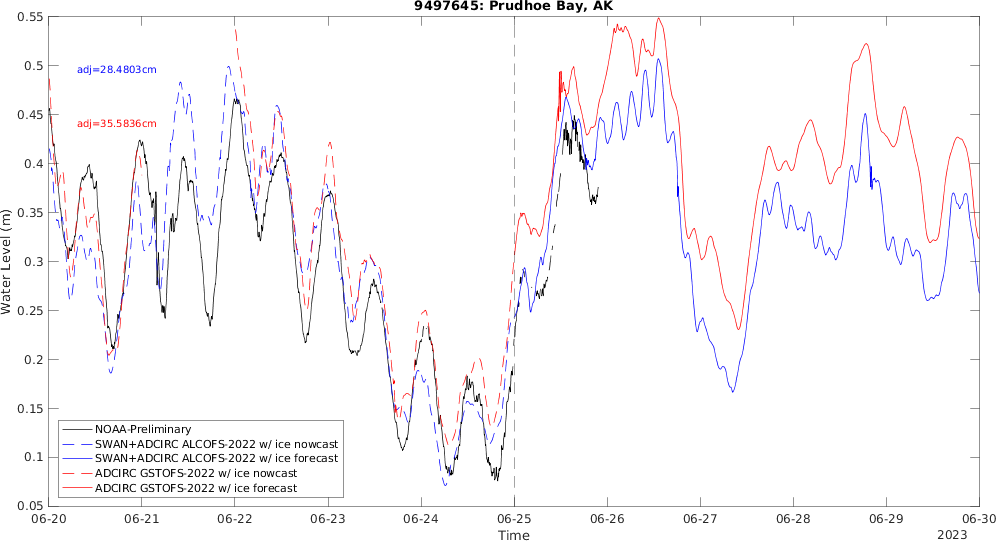 9497645: Prudhoe Bay, AK
0.55
0.5
0.45
0.4
0.35
0.3
0.25
0.2
0.15
0.1
0.05
Water Level (m)
adj=28.4803cm
adj=35.5836cm
NOAA-Preliminary
SWAN+ADCIRC ALCOFS-2022 w/ ice nowcast
SWAN+ADCIRC ALCOFS-2022 w/ ice forecast
ADCIRC GSTOFS-2022 w/ ice nowcast
ADCIRC GSTOFS-2022 w/ ice forecast
06-20 06-21 06-22 06-23 06-24 06-25 06-26 06-27 06-28 06-29 06-30
Time
2023